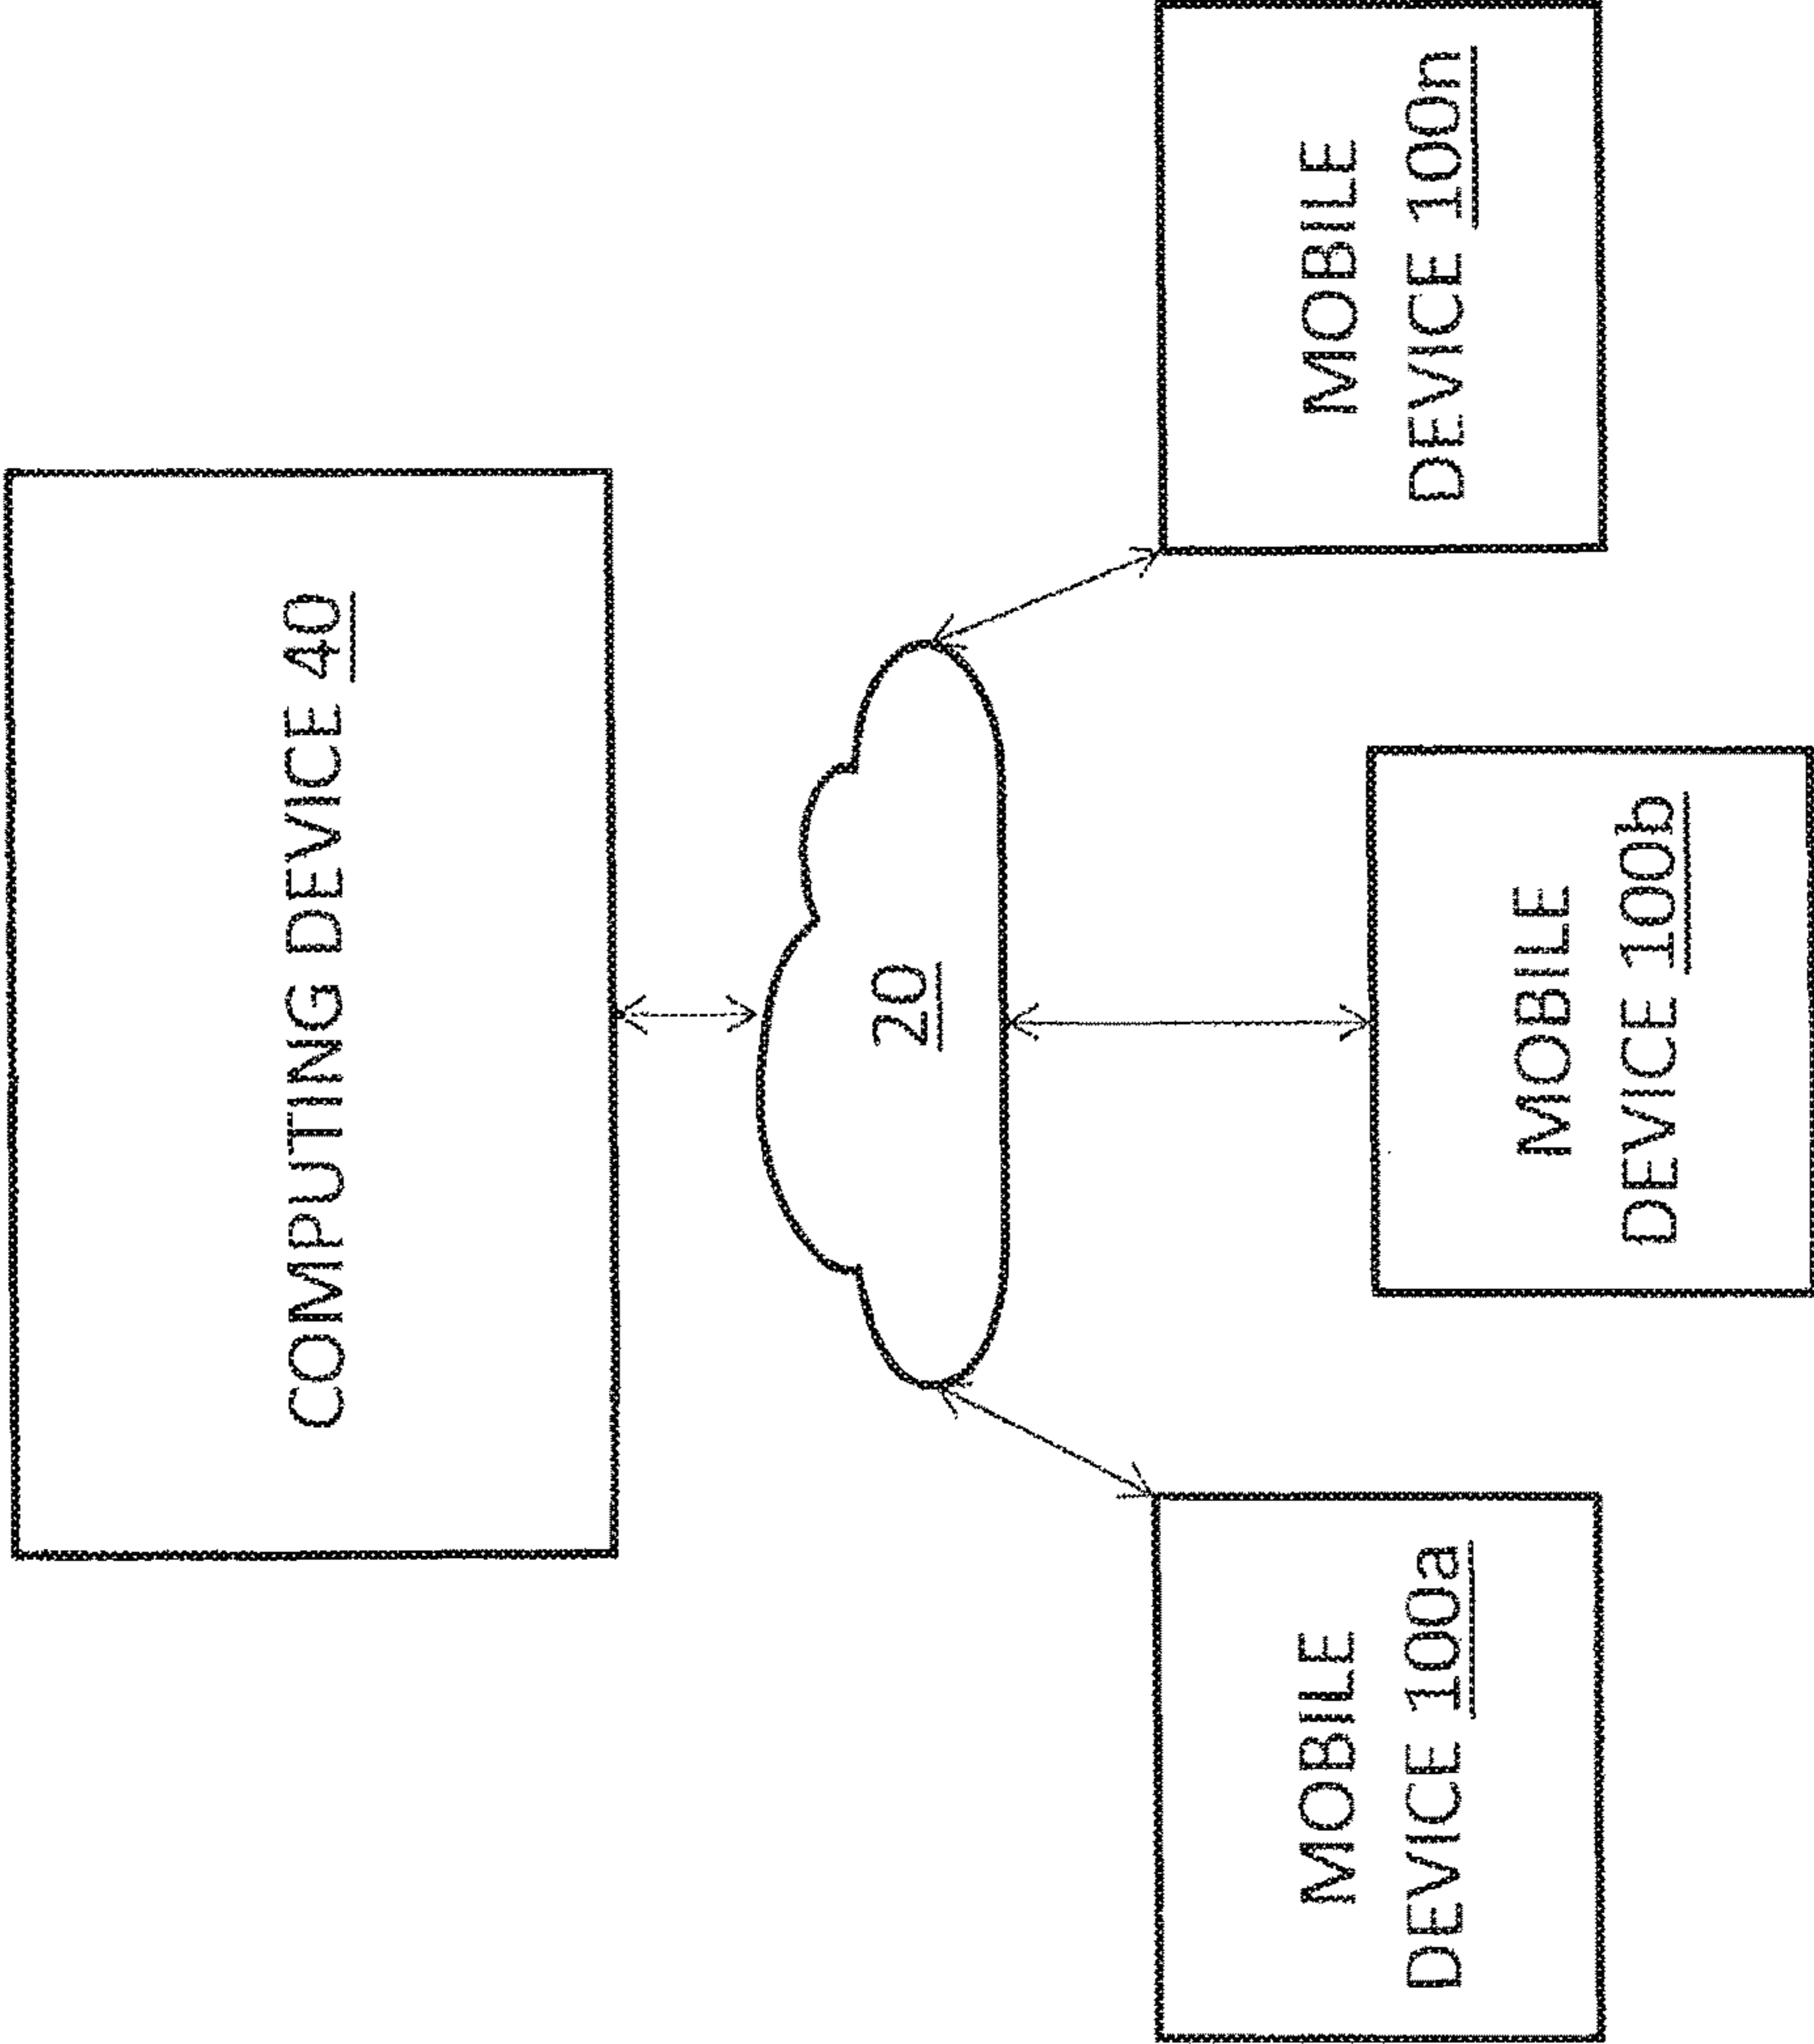 COMPUTING DEVICE 40
20
MOBILE
DEVICE 100a
MOBILE
DEVICE 100b
MOBILE
DEVICE 100n